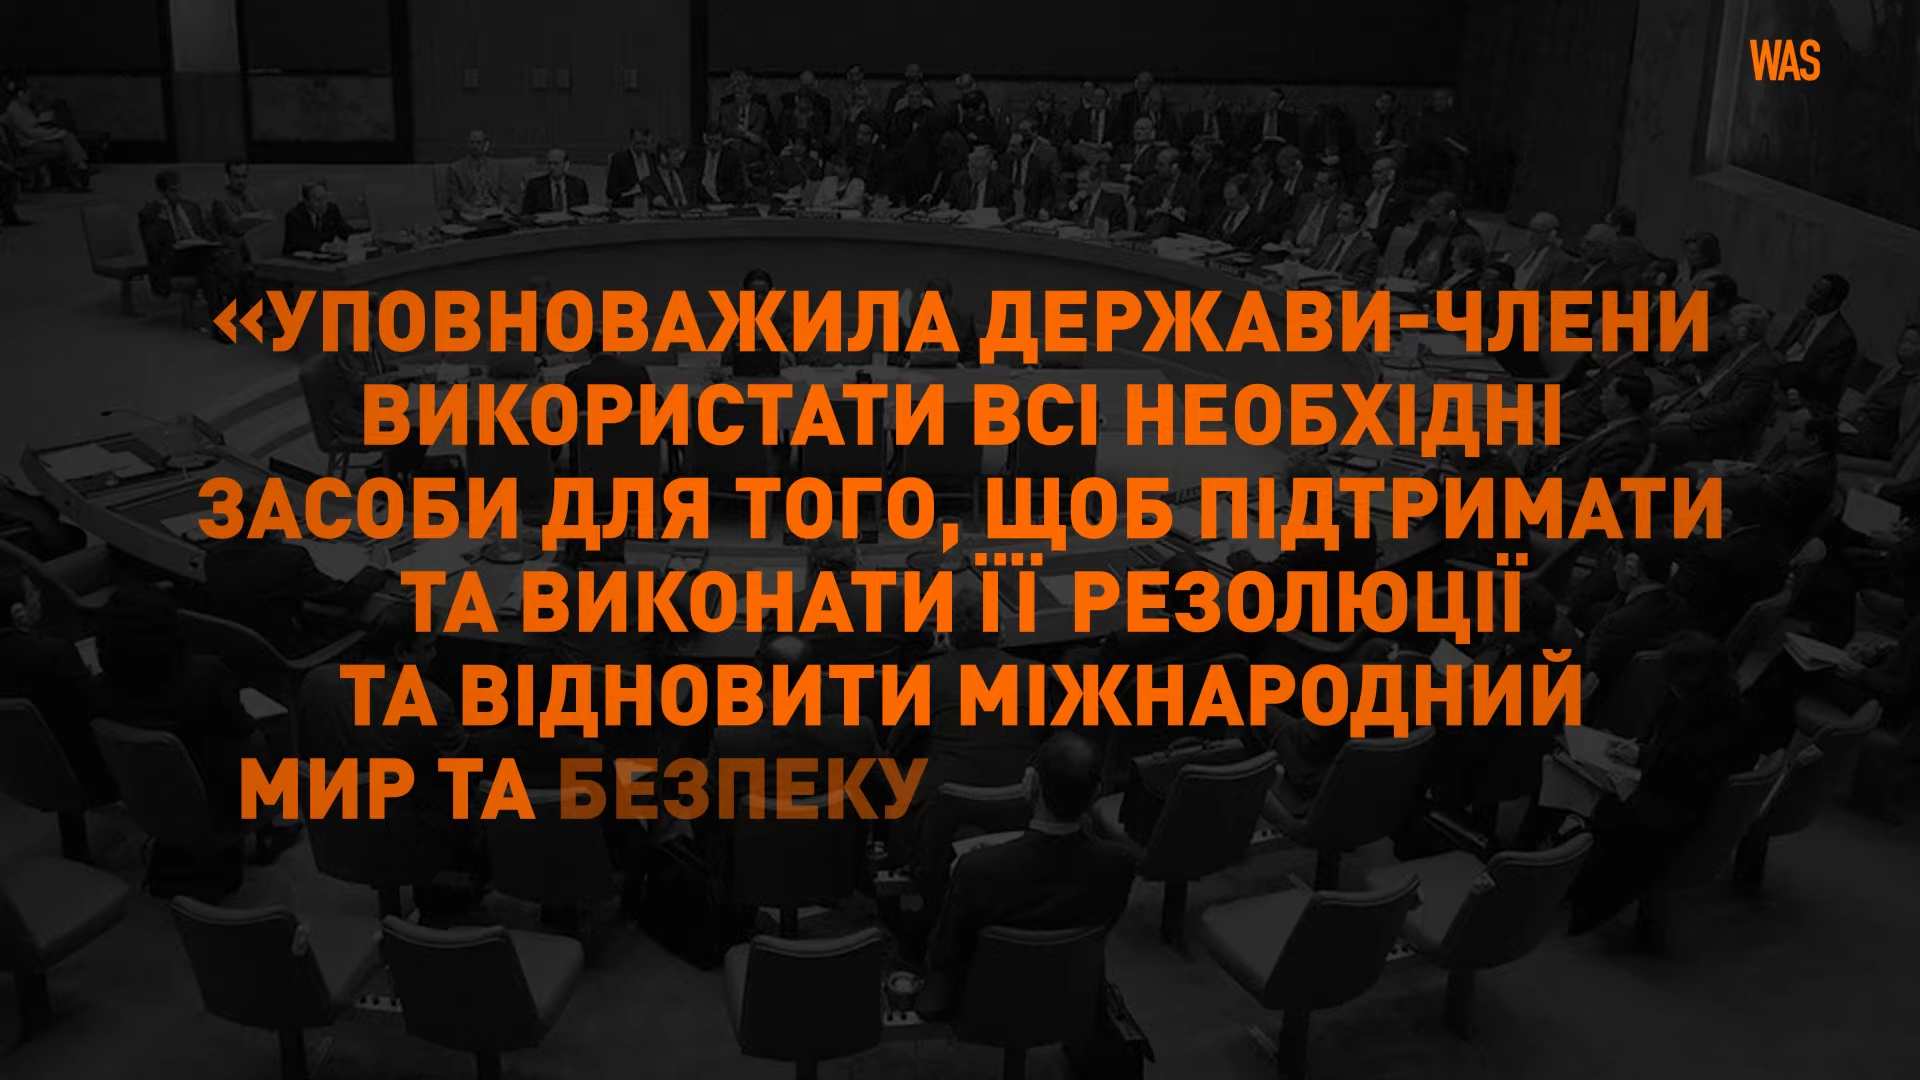 WAS
«УПОВНОВАЖИЛА ДЕРЖАВИ-ЧЛЕНИ
ВИКОРИСТАТИ ВСІ НЕОБХІДНІ
ЗАСОБИ ДЛЯ ТОГО, ЩОБ ПІДТРИМАТИ
ТА ВИКОНАТИ ЇЇ РЕЗОЛЮЦІЇ
ТА ВІДНОВИТИ МІЖНАРОДНИЙ
МИР ТА БЕЗПЕКУ